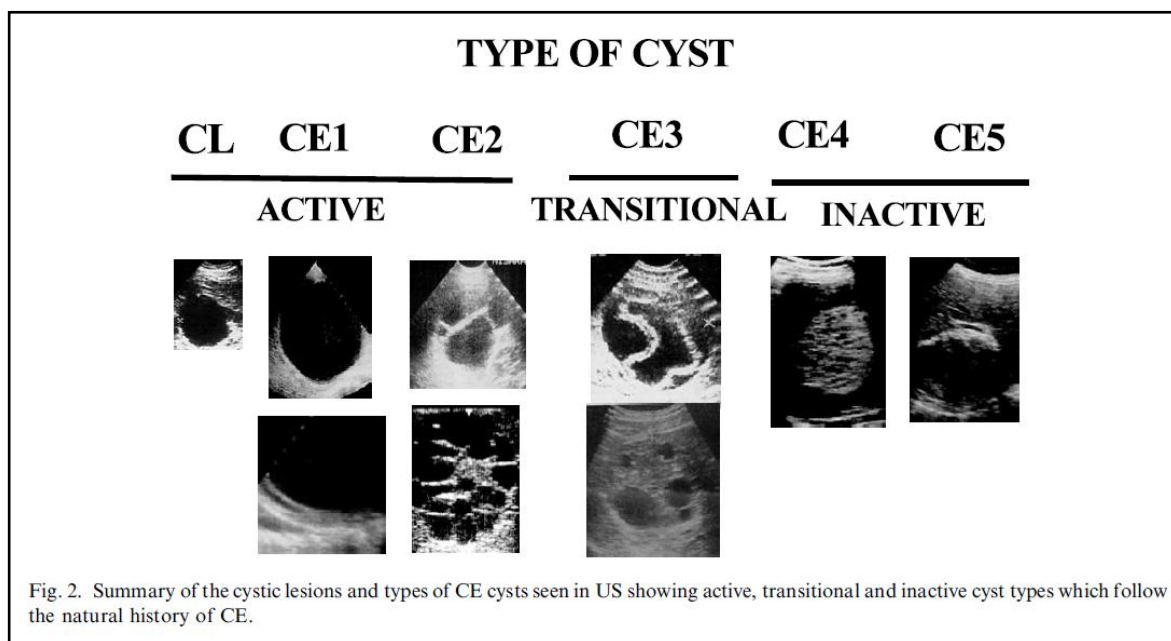 TYPE OF CYST
CL CE1 CE2 CE3 CE4 CE5
ACTIVE TRANSITIONAL INACTIVE
Fig. 2. Summary of the cystic lesions and types of CE cysts seen in US showing active, transitional and inactive cyst types which follow
the natural history of CE.